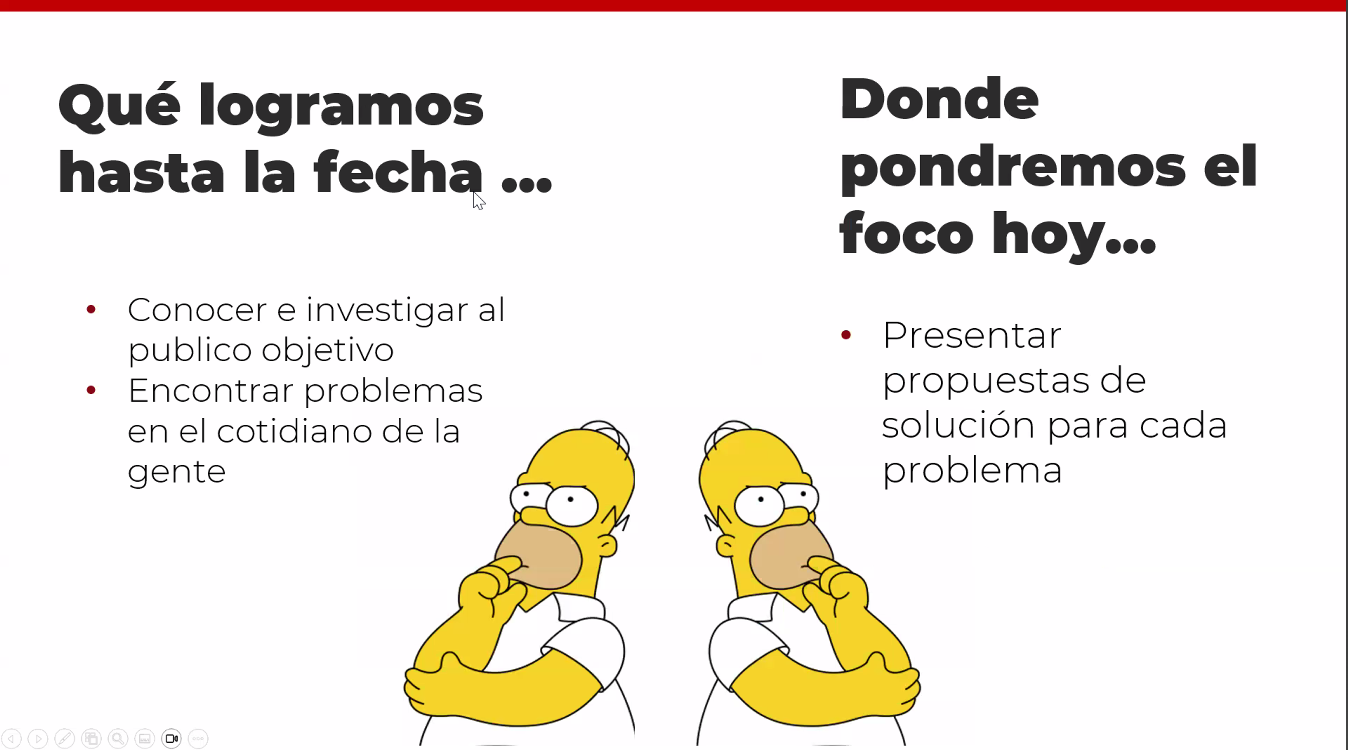 Qué logramos
hasta la fecha ...
Conocer e investigar al
publico objetivo
Encontrar problemas
en el cotidiano de la
gente
Donde
pondremos el
foco hoy...
Presentar
propuestas de
solución para cada
problema